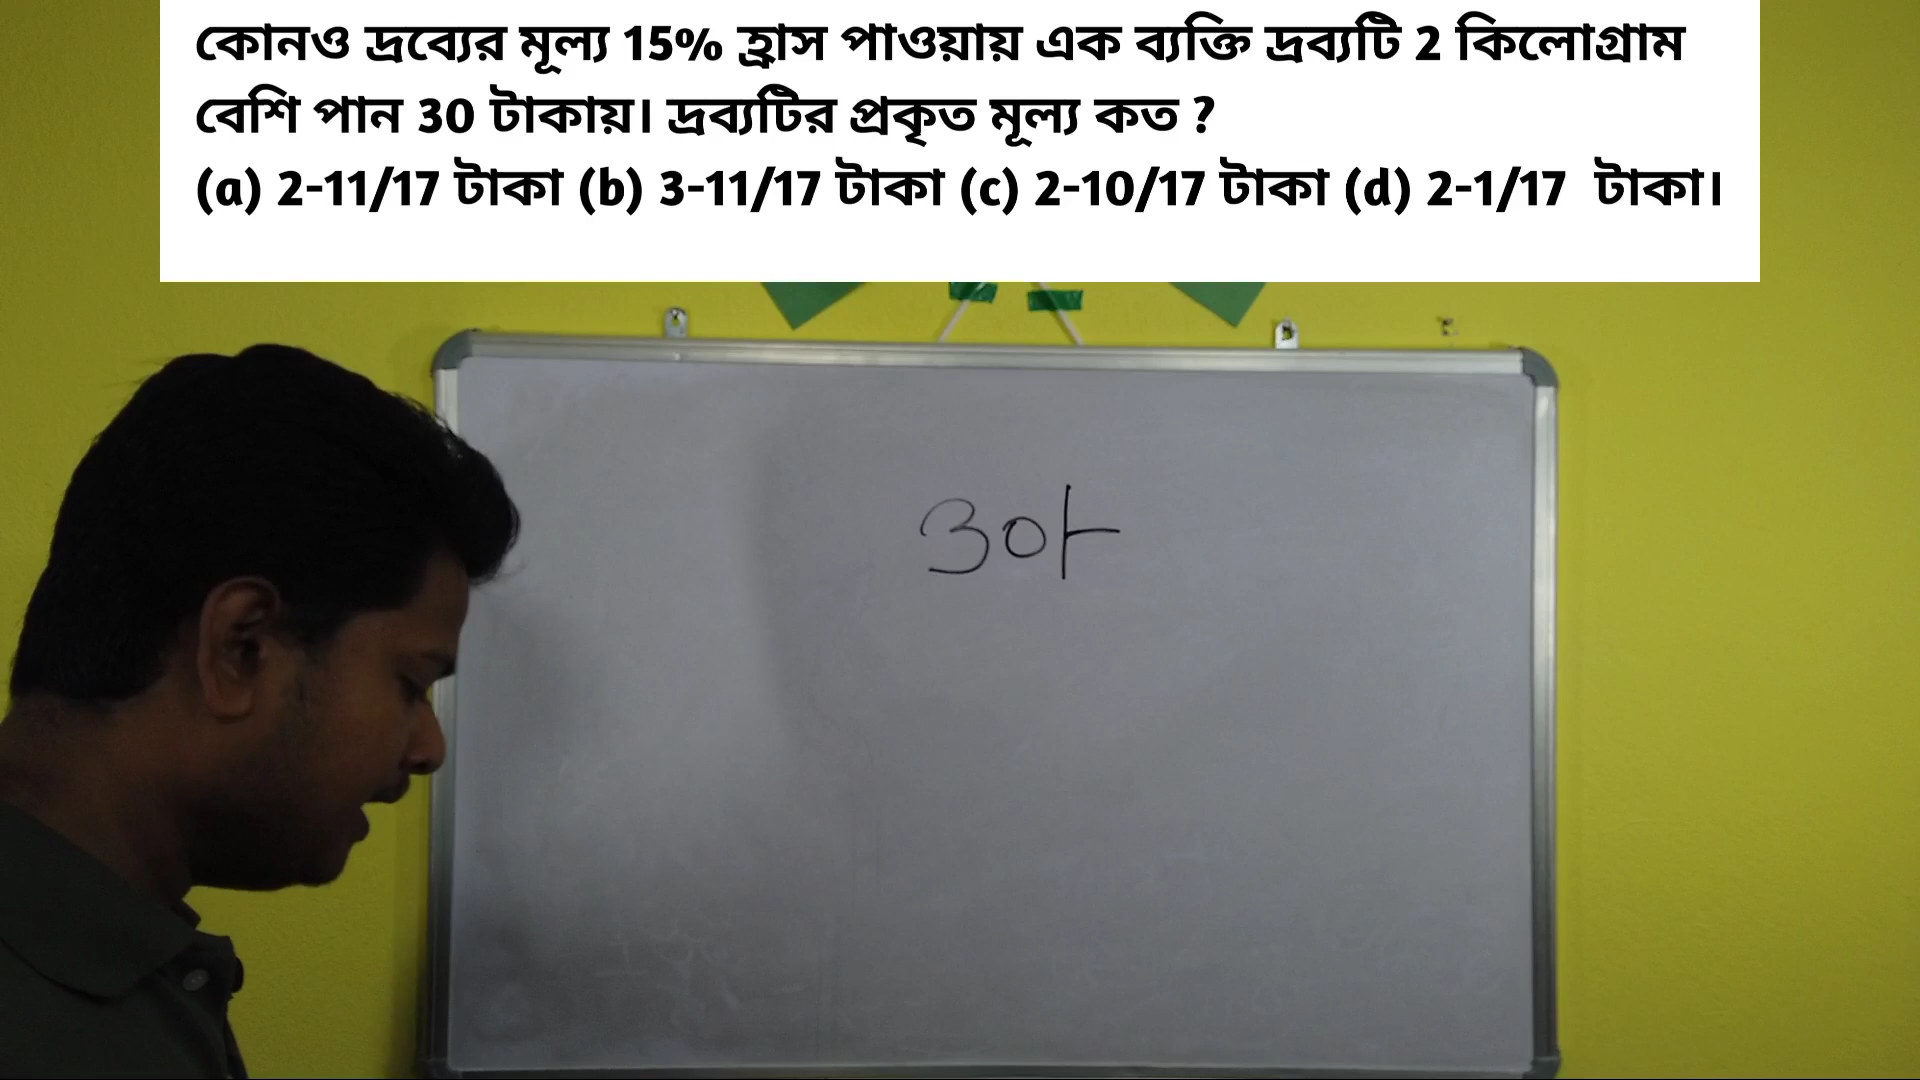 কোনও দ্রব্যের মূল্য 15% হ্রাস পাওয়ায় এক ব্যক্তি দ্রব্যটি 2 কিলোগ্রাম
বেশি পান 30 টাকায়। দ্রব্যটির প্রকৃত মূল্য কত ?
(a) 2-11/17 টাকা (b) 3-11/17 টাকা (c) 2-10/17 টাকা (d) 2-1/17 টাকা।
30